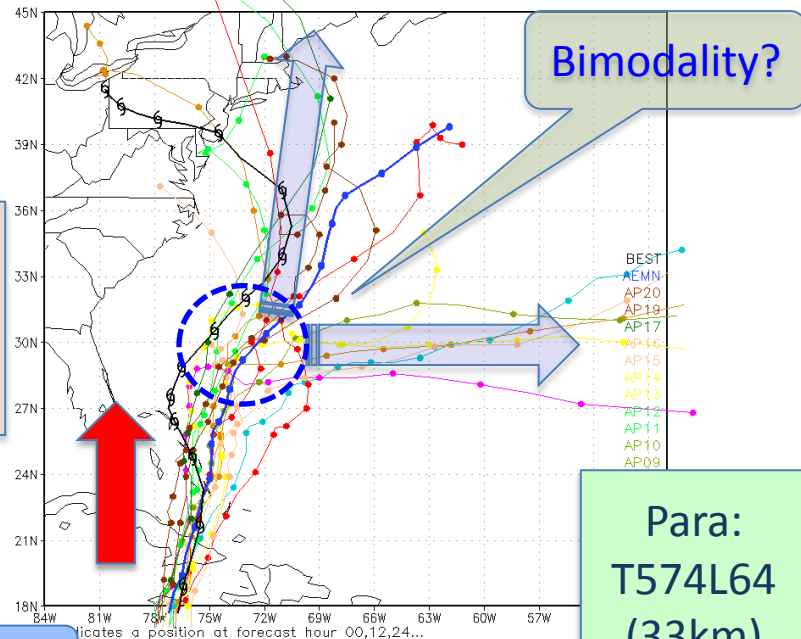 45N
42N
39N
36N
33N
30N
27N
24N
21N
18N
84W 81W 78W 75W 72W 69W 66W 63W 60W 57W
icates a position at forecast hour 00,12,24...
Bimodality?
BEST
AEMN
AP20
AP19
AP17
AP16
AP15
AP14
AP13
AP12
AP11
AP10
AP09
Para:
T574L64
(33km)